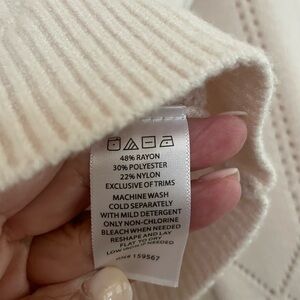 48% RAYON
30% POLYESTER
22% NYLON
EXCLUSIVE OF TRIMS
MACHINE WASH
COLD SEPARATELY
WITH MILD DETERGENT
ONLY NON-CHLORINE
BLEACH WHEN NEEDED
RESHAPE AND LAY
FLAT TO DRY
LOW IRON IF NEEDED
159567